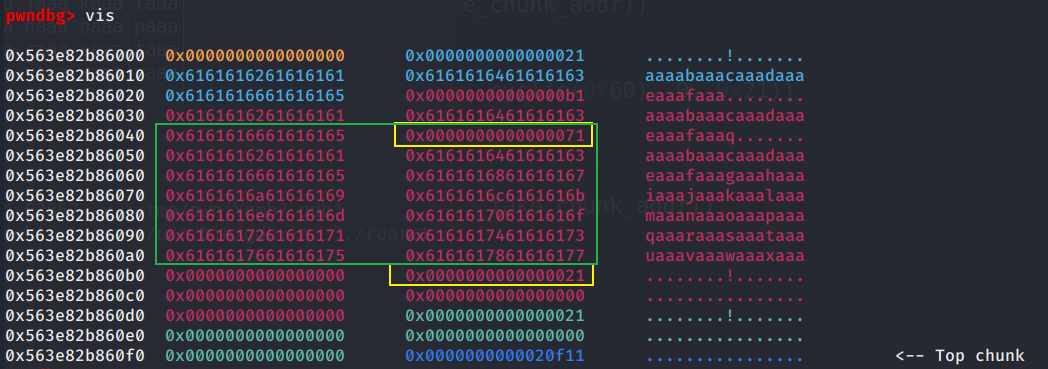 pwndbg> vis
0x563e82b86000 0x0000000000000000 0x0000000000000021 ........!.......
0x563e82b86010 0x6161616261616161 0x6161616461616163 aaaabaaacaaadaaa
0x563e82b86020 0x6161616661616165 0x00000000000000b1 eaaafaaa........
0x563e82b86030 0x6161616261616161 0x6161616461616163 aaaabaaacaaadaaa
0x563e82b86040 0x6161616661616165 0x0000000000000071 eaaafaaaq.......
0x563e82b86050 0x6161616261616161 0x6161616461616163 aaaabaaacaaadaaa
0x563e82b86060 0x6161616661616165 0x6161616861616167 eaaafaaagaaahaaa
0x563e82b86070 0x6161616a61616169 0x6161616c6161616b iaaajaaakaaalaaa
0x563e82b86080 0x6161616e6161616d 0x616161706161616f maaanaaaoaaapaaa
0x563e82b86090 0x6161617261616171 0x6161617461616173 qaaaraaasaaataaa
0x563e82b860a0 0x6161617661616175 0x6161617861616177 uaaavaaawaaaxaaa
0x563e82b860b0 0x0000000000000000 0x0000000000000021 ........!.......
0x563e82b860c0 0x0000000000000000 0x0000000000000000 ................
0x563e82b860d0 0x0000000000000000 0x0000000000000021 ........!.......
0x563e82b860e0 0x0000000000000000 0x0000000000000000 ................
0x563e82b860f0 0x0000000000000000 0x0000000000020f11 ................ <-- Top chunk